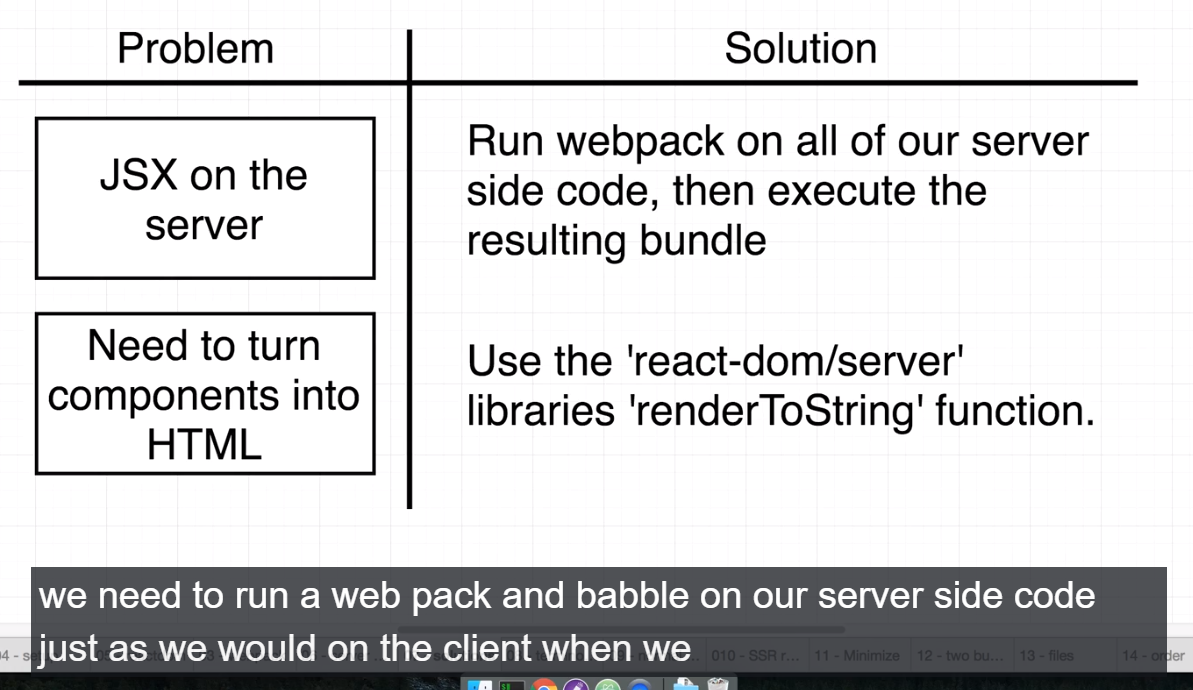 Problem
Solution
JSX on the
server
Run webpack on all of our server
side code, then execute the
resulting bundle
Need to turn
components into
HTML
Use the 'react-dom/server'
libraries 'renderToString' function.
we need to run a web pack and babble on our server side code
just as we would on the client when we
010 - SSR r...
11 - Minimize
12 - two bu...
13 - files
14 - order